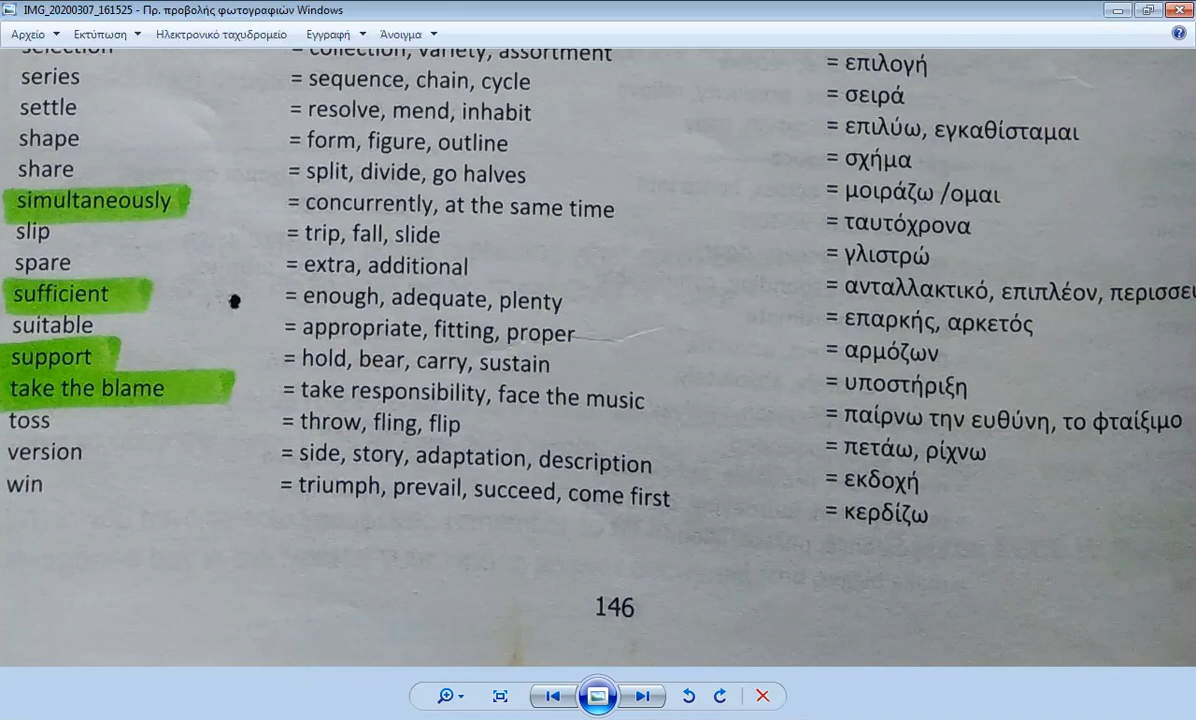 IMG_20200307_161525 - Πρ. προβολής φωτογραφιών Windows
Αρχείο Εκτύπωση Ηλεκτρονικό ταχυδρομείο Εγγραφή Άνοιγμα
selection = collection, variety, assortment = επιλογή
series = sequence, chain, cycle = σειρά
settle = resolve, mend, inhabit = επιλύω, εγκαθίσταμαι
shape = form, figure, outline = σχήμα
share = split, divide, go halves = μοιράζω /ομαι
simultaneously = concurrently, at the same time = ταυτόχρονα
slip = trip, fall, slide = γλιστρώ
spare = extra, additional = ανταλλακτικό, επιπλέον,
sufficient = enough, adequate, plenty = επαρκής, αρκετός
suitable = appropriate, fitting, proper = αρμόζων
support = hold, bear, carry, sustain = υποστήριξη
take the blame = take responsibility, face the music = παίρνω την ευθύνη, το φταίξιμο
toss = throw, fling, flip = πετάω, ρίχνω
version = side, story, adaptation, description = εκδοχή
win = triumph, prevail, succeed, come first = κερδίζω
146